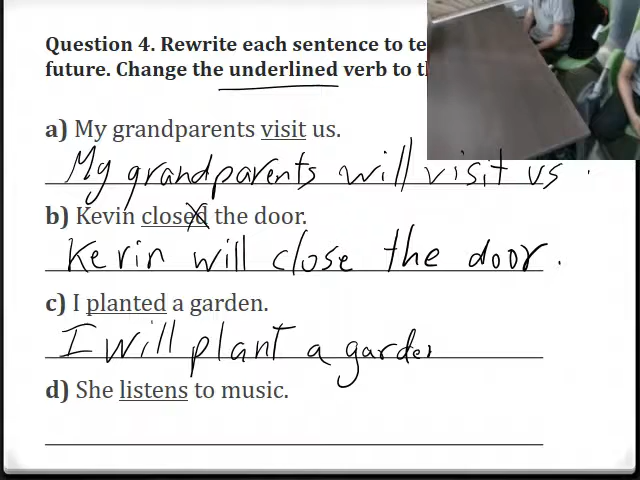 Question 4. Rewrite each sentence to te
future. Change the underlined verb to t
a) My grandparents visit us.
My grandparents will visit us.
b) Kevin closed the door.
Kevin will close the door.
c) I planted a garden.
I will plant a garden
d) She listens to music.